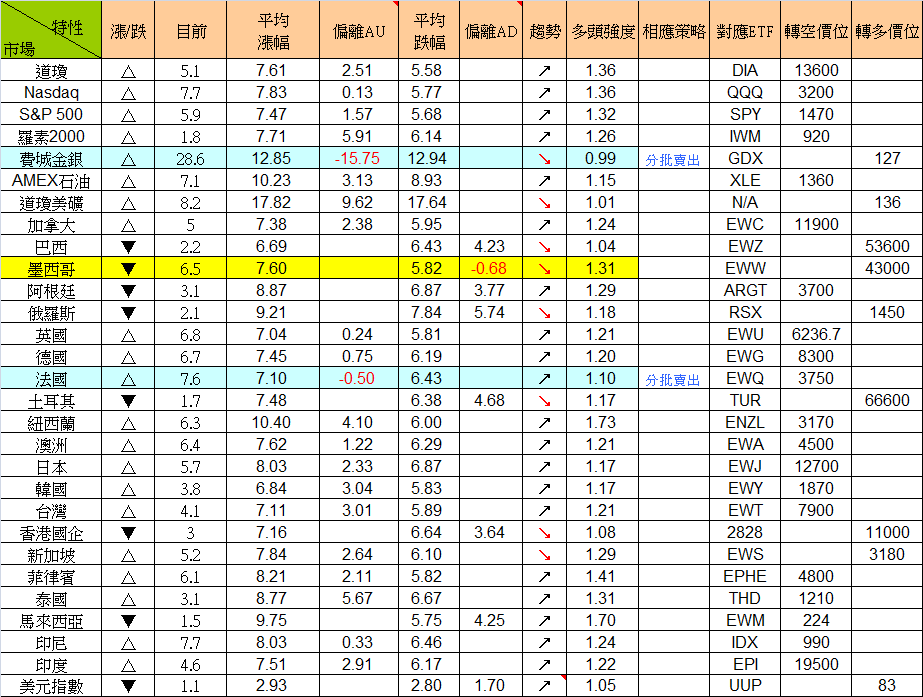 特性 市場 漲/跌 目前 平均漲幅 偏離AU 平均跌幅 偏離AD 趨勢 多頭強度 相應策略 對應ETF 轉空價位 轉多價位
道瓊 △ 5.1 7.61 2.51 5.58 ↗ 1.36 DIA 13600
Nasdaq △ 7.7 7.83 0.13 5.77 ↗ 1.36 QQQ 3200
S&P 500 △ 5.9 7.47 1.57 5.68 ↗ 1.32 SPY 1470
羅素2000 △ 1.8 7.71 5.91 6.14 ↗ 1.26 IWM 920
費城金銀 △ 28.6 12.85 -15.75 12.94 ↘ 0.99 分批賣出 GDX 127
AMEX石油 △ 7.1 10.23 3.13 8.93 ↗ 1.15 XLE 1360
道瓊美礦 △ 8.2 17.82 9.62 17.64 ↘ 1.01 N/A 136
加拿大 △ 5 7.38 2.38 5.95 ↗ 1.24 EWC 11900
巴西 ▼ 2.2 6.69 6.43 4.23 ↘ 1.04 EWZ 53600
墨西哥 ▼ 6.5 7.60 5.82 -0.68 ↘ 1.31 EWW 43000
阿根廷 ▼ 3.1 8.87 6.87 3.77 ↗ 1.29 ARGT 3700
俄羅斯 ▼ 2.1 9.21 7.84 5.74 ↘ 1.18 RSX 1450
英國 △ 6.8 7.04 0.24 5.81 ↗ 1.21 EWU 6236.7
德國 △ 6.7 7.45 0.75 6.19 ↗ 1.20 EWG 8300
法國 △ 7.6 7.10 -0.50 6.43 ↗ 1.10 分批賣出 EWQ 3750
土耳其 ▼ 1.7 7.48 6.38 4.68 ↘ 1.17 TUR 66600
紐西蘭 △ 6.3 10.40 4.10 6.00 ↗ 1.73 ENZL 3170
澳洲 △ 6.4 7.62 1.22 6.29 ↗ 1.21 EWA 4500
日本 △ 5.7 8.03 2.33 6.87 ↗ 1.17 EWJ 12700
韓國 △ 3.8 6.84 3.04 5.83 ↗ 1.17 EWY 1870
台灣 △ 4.1 7.11 3.01 5.89 ↗ 1.21 EWT 7900
香港國企 ▼ 3 7.16 6.64 3.64 ↘ 1.08 2828 11000
新加坡 △ 5.2 7.84 2.64 6.10 ↘ 1.29 EWS 3180
菲律賓 △ 6.1 8.21 2.11 5.82 ↗ 1.41 EPHE 4800
泰國 △ 3.1 8.77 5.67 6.67 ↗ 1.31 THD 1210
馬來西亞 ▼ 1.5 9.75 5.75 4.25 ↗ 1.70 EWM 224
印尼 △ 7.7 8.03 0.33 6.46 ↗ 1.24 IDX 990
印度 △ 4.6 7.51 2.91 6.17 ↗ 1.22 EPI 19500
美元指數 ▼ 1.1 2.93 2.80 1.70 ↗ 1.05 UUP 83